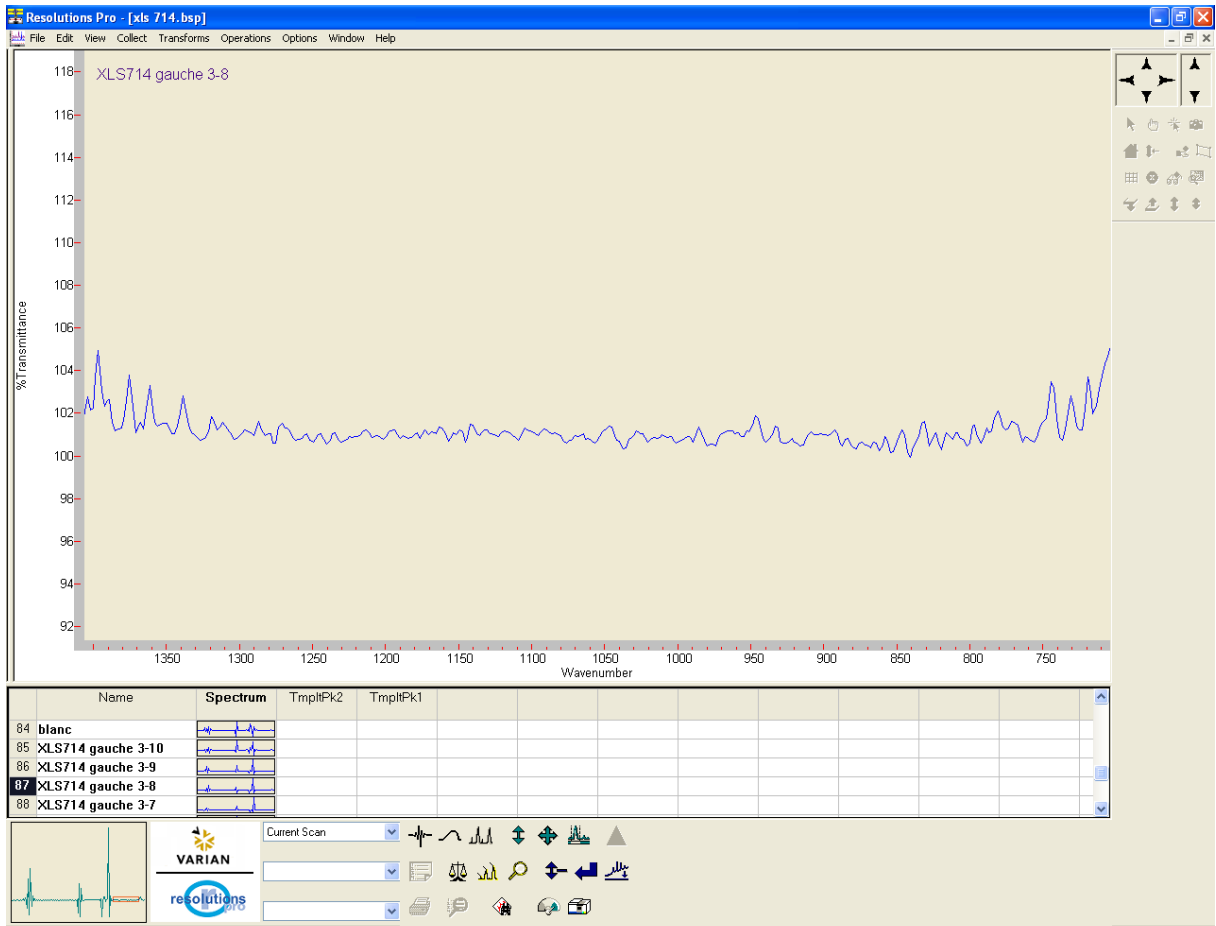 Resolutions Pro - [xls 714.bsp]
File Edit View Collect Transforms Operations Options Window Help
XLS714 gauche 3-8
118
116
114
112
110
108
106
104
102
100
98
96
94
92
%Transmittance
1350 1300 1250 1200 1150 1100 1050 1000 950 900 850 800 750
Wavenumber
Name Spectrum TmpltPk2 TmpltPk1
84 blanc
85 XLS714 gauche 3-10
86 XLS714 gauche 3-9
87 XLS714 gauche 3-8
88 XLS714 gauche 3-7
Current Scan
VARIAN
resolutions
pro